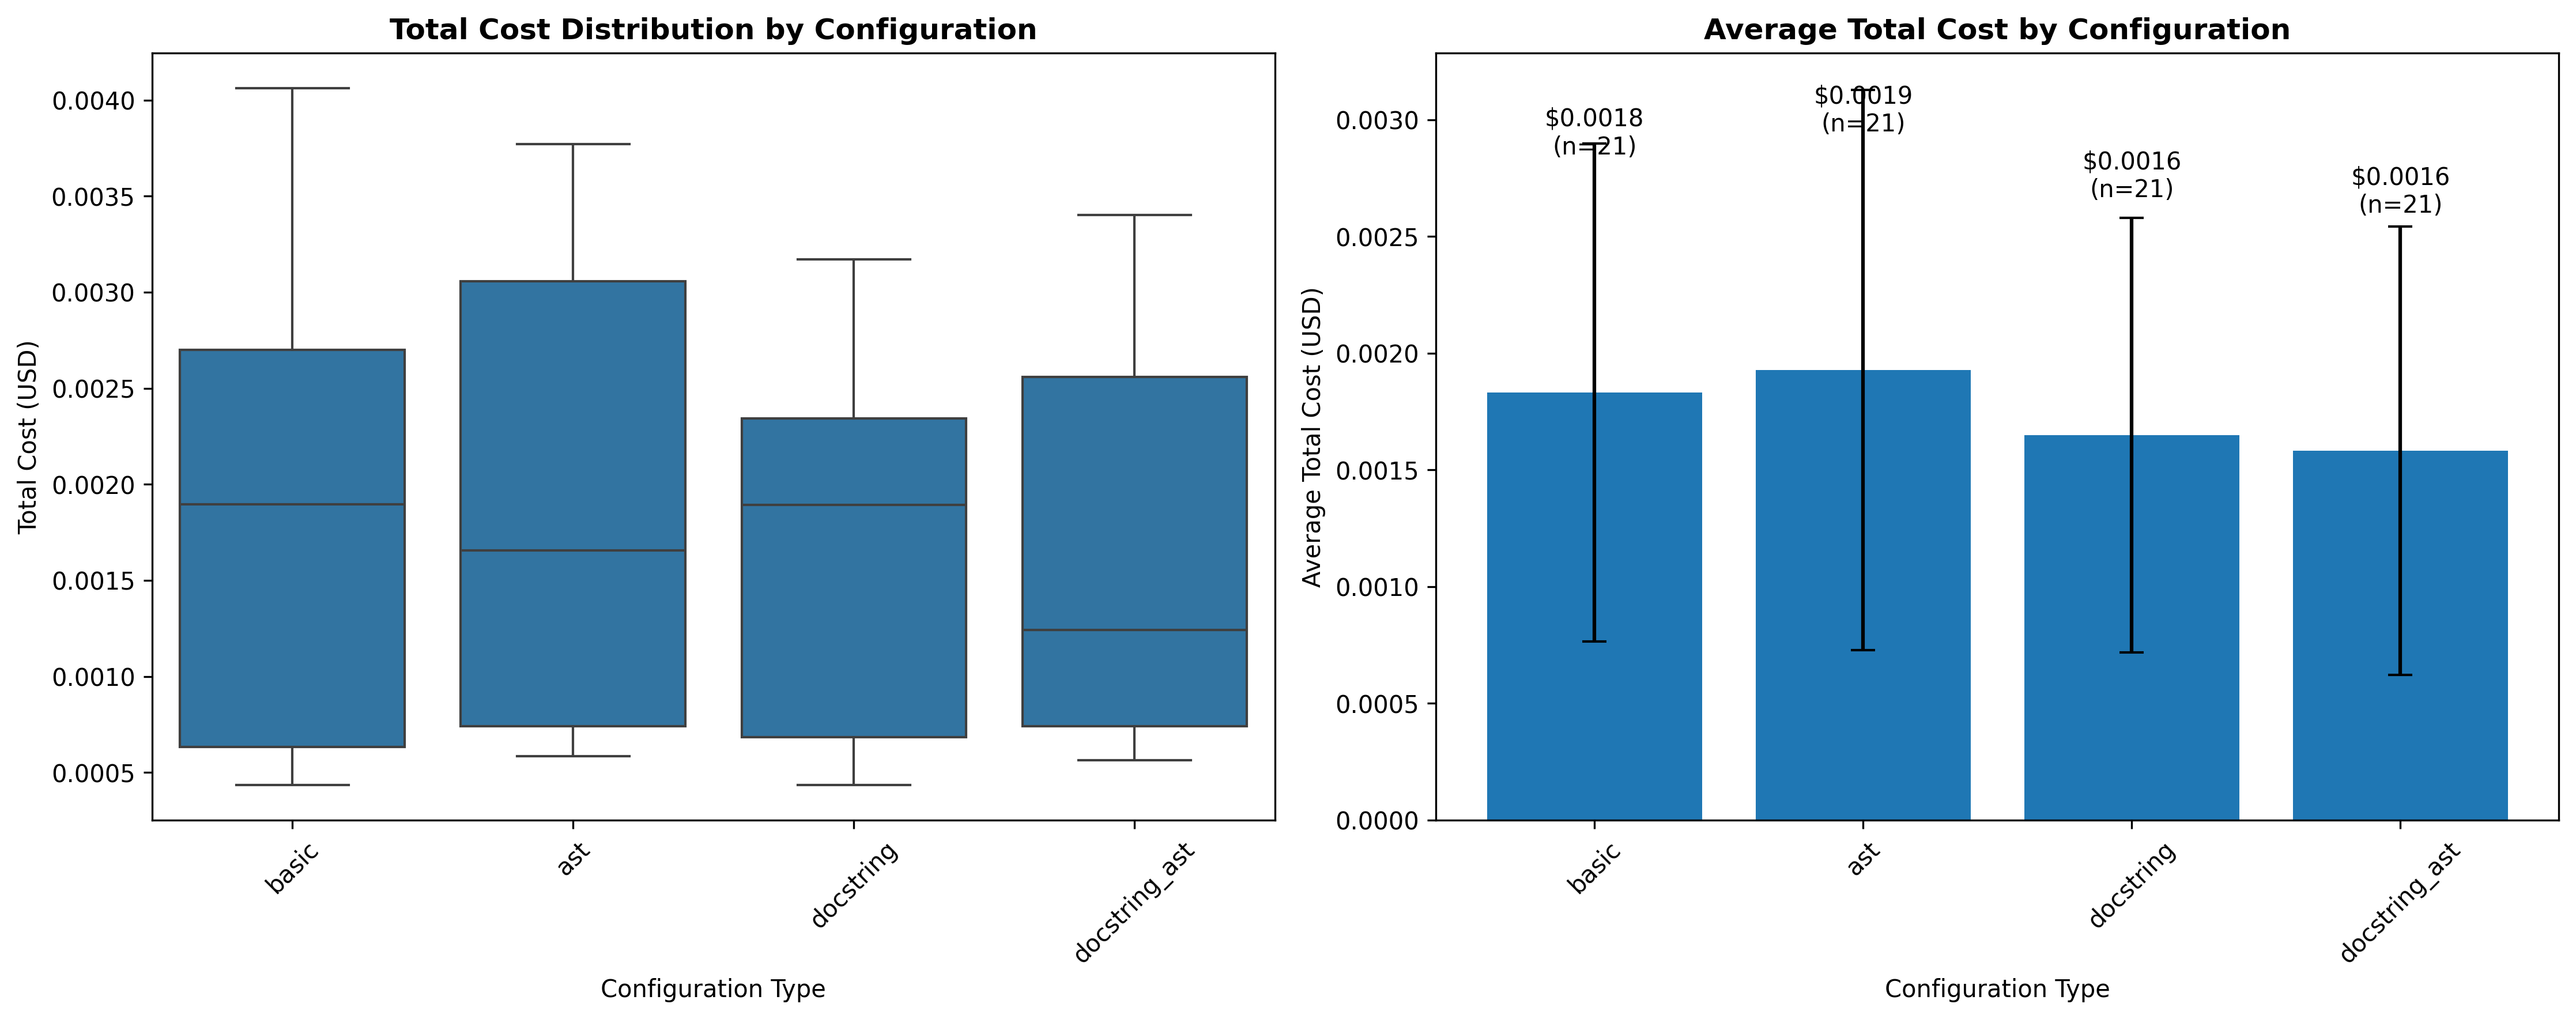 Total Cost Distribution by Configuration
Total Cost (USD)
0.0040
0.0035
0.0030
0.0025
0.0020
0.0015
0.0010
0.0005
basic
ast
docstring
docstring_ast
Configuration Type
Average Total Cost by Configuration
Average Total Cost (USD)
0.0030
0.0025
0.0020
0.0015
0.0010
0.0005
0.0000
$0.0018
(n=21)
$0.0019
(n=21)
$0.0016
(n=21)
$0.0016
(n=21)
basic
ast
docstring
docstring_ast
Configuration Type